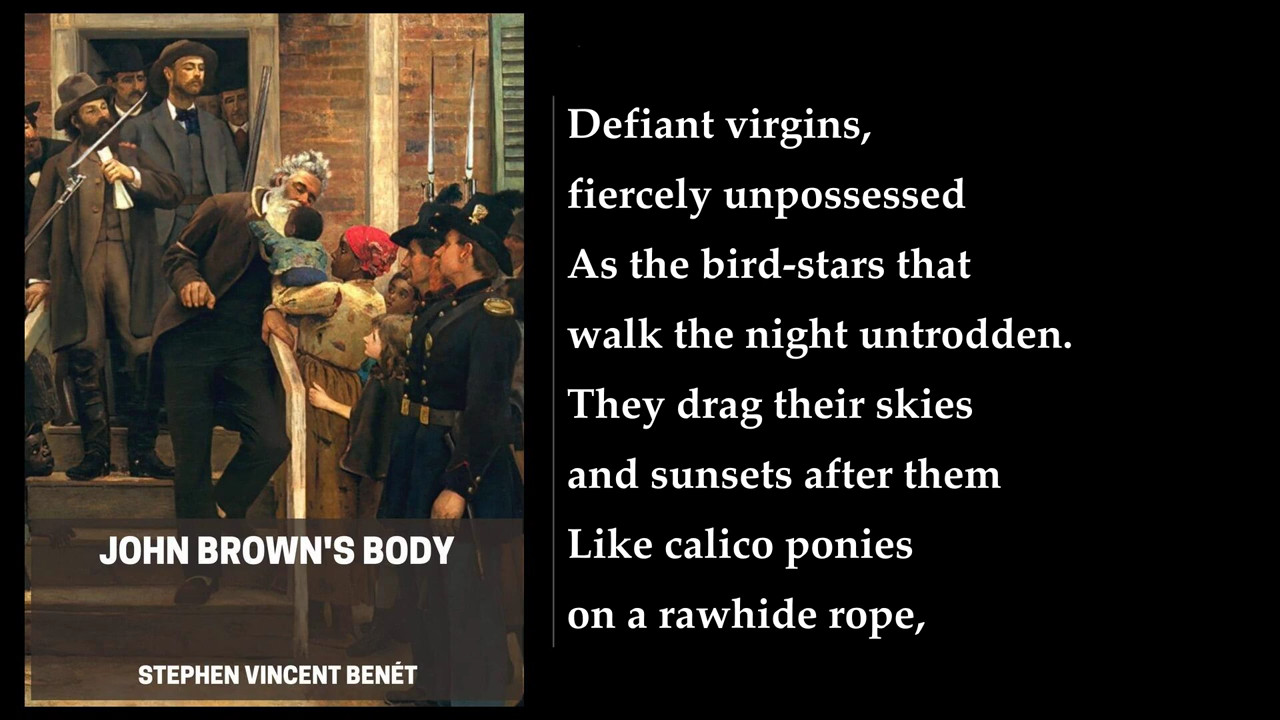 JOHN BROWN'S BODY
STEPHEN VINCENT BENÉT
Defiant virgins,
fiercely unpossessed
As the bird-stars that
walk the night untrodden.
They drag their skies
and sunsets after them
Like calico ponies
on a rawhide rope,